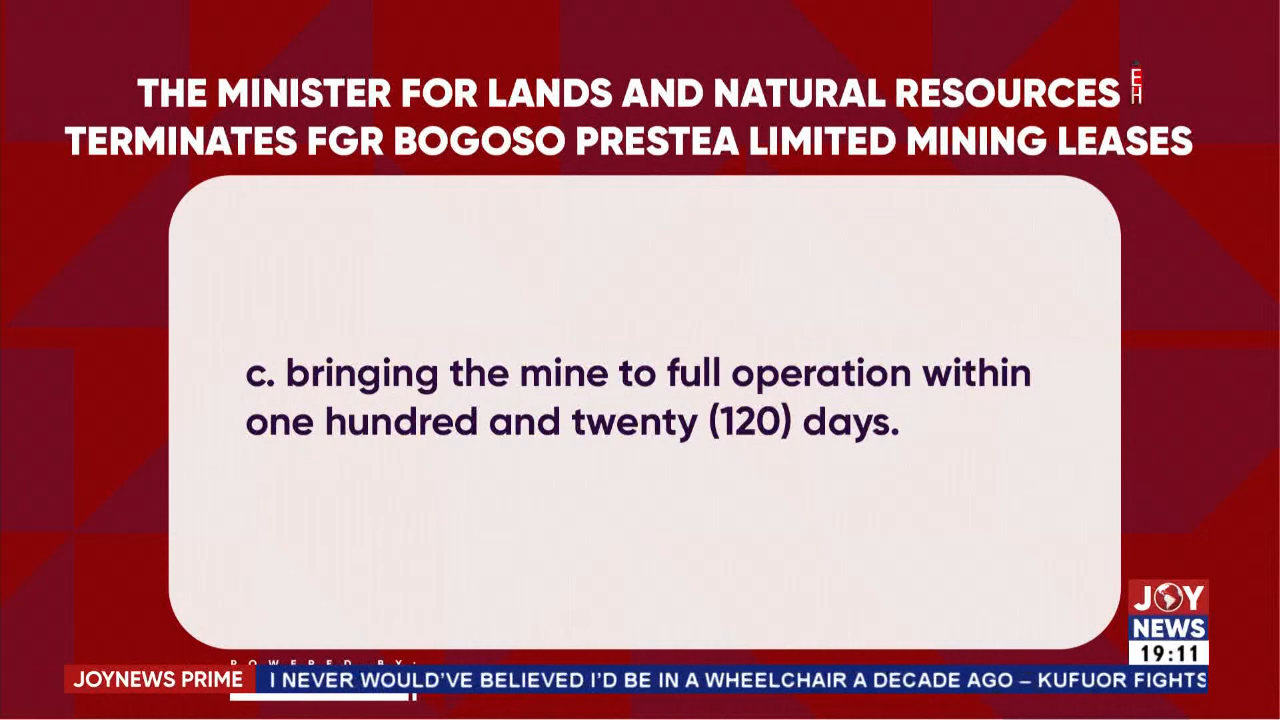 THE MINISTER FOR LANDS AND NATURAL RESOURCES
TERMINATES FGR BOGOSO PRESTEA LIMITED MINING LEASES
c. bringing the mine to full operation within
one hundred and twenty (120) days.
JOY
NEWS
19:11
POWERED BY:
JOYNEWS PRIME
I NEVER WOULD'VE BELIEVED I'D BE IN A WHEELCHAIR A DECADE AGO – KUFUOR FIGHTS